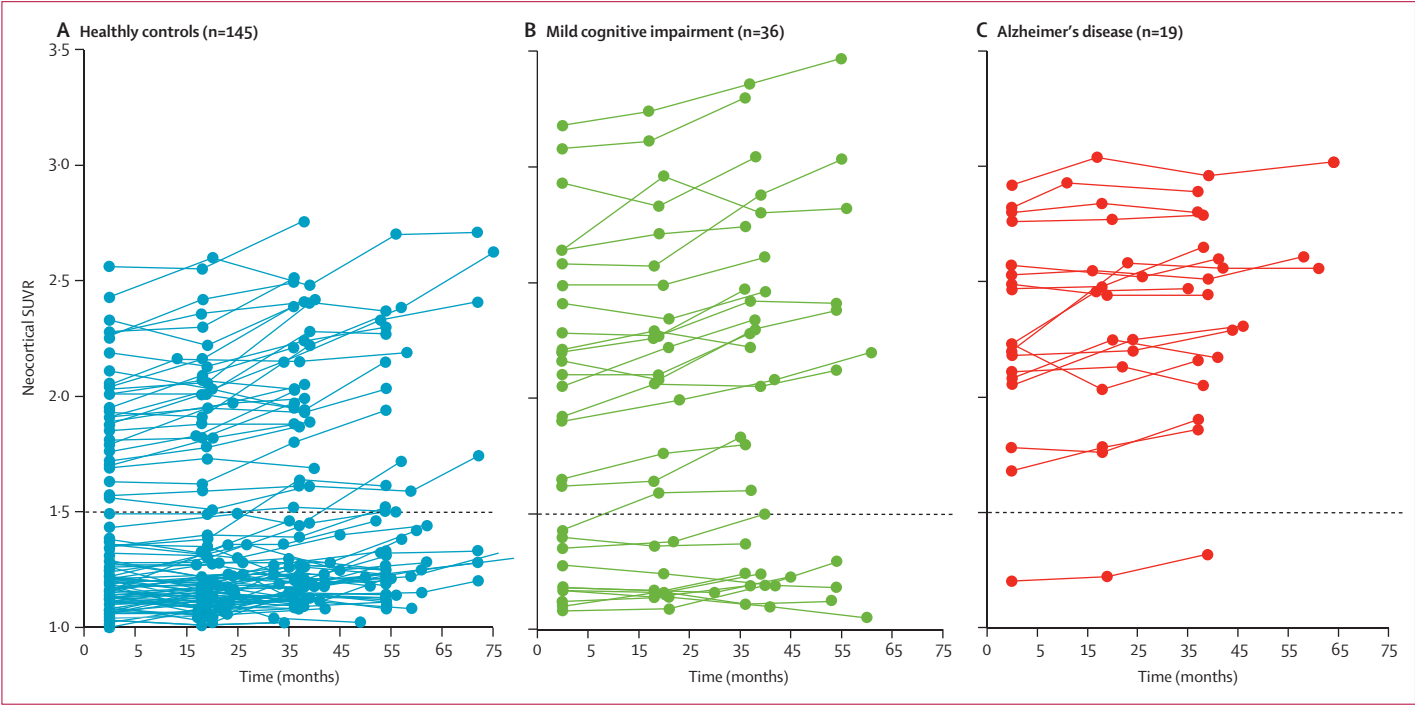 A Healthly controls (n=145)
B Mild cognitive impairment (n=36)
C Alzheimer's disease (n=19)
3·5
3·0
2·5
2·0
1·5
1·0
Neocortical SUVR
0 5 15 25 35 45 55 65 75
0 5 15 25 35 45 55 65 75
0 5 15 25 35 45 55 65 75
Time (months)
Time (months)
Time (months)